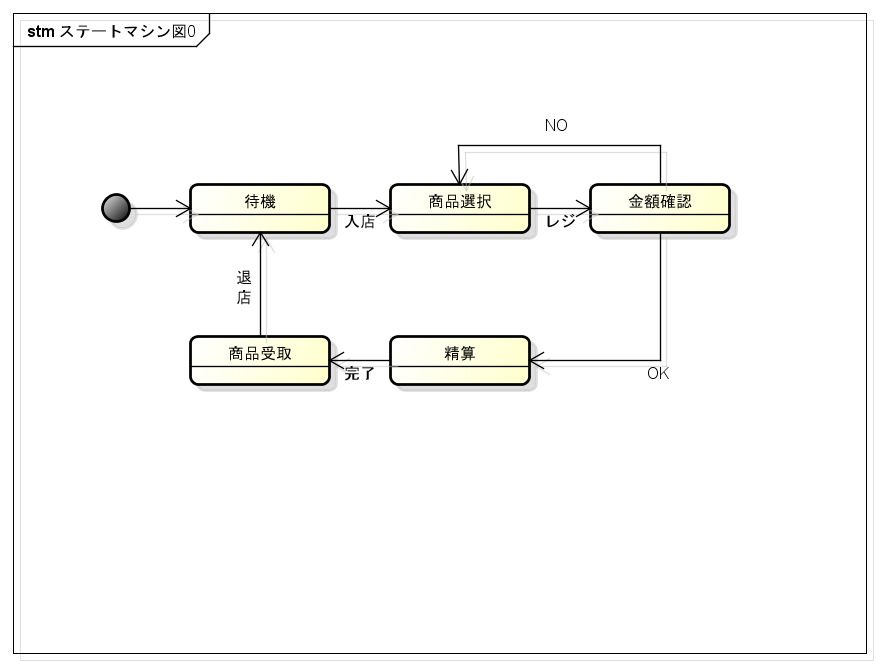 stm ステートマシン図0
NO
待機
商品選択
金額確認
入店
レジ
退
店
商品受取
精算
完了
OK